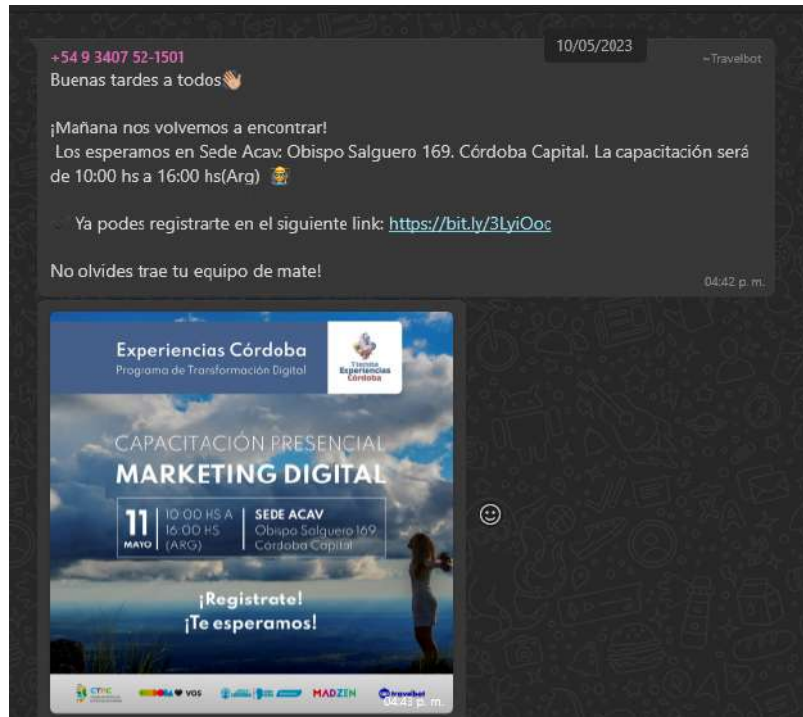 10/05/2023
+54 9 3407 52-1501
~Travelbot
Buenas tardes a todos👋🏻
¡Mañana nos volvemos a encontrar!
Los esperamos en Sede Acav: Obispo Salguero 169. Córdoba Capital. La capacitación será
de 10:00 hs a 16:00 hs(Arg)
Ya podes registrarte en el siguiente link: https://bit.ly/3LyiOoc
No olvides trae tu equipo de mate!
04:42 p. m.
Experiencias Córdoba
Programa de Transformación Digital
Tienda
Experiencias
Córdoba
CAPACITACIÓN PRESENCIAL
MARKETING DIGITAL
11
MAYO
10:00 HS A
16:00 HS
(ARG)
SEDE ACAV
Obispo Salguero 169
Córdoba Capital
¡Registrate!
¡Te esperamos!
CTMC
VOS
MADZEN
travelbot
04:43 p. m.